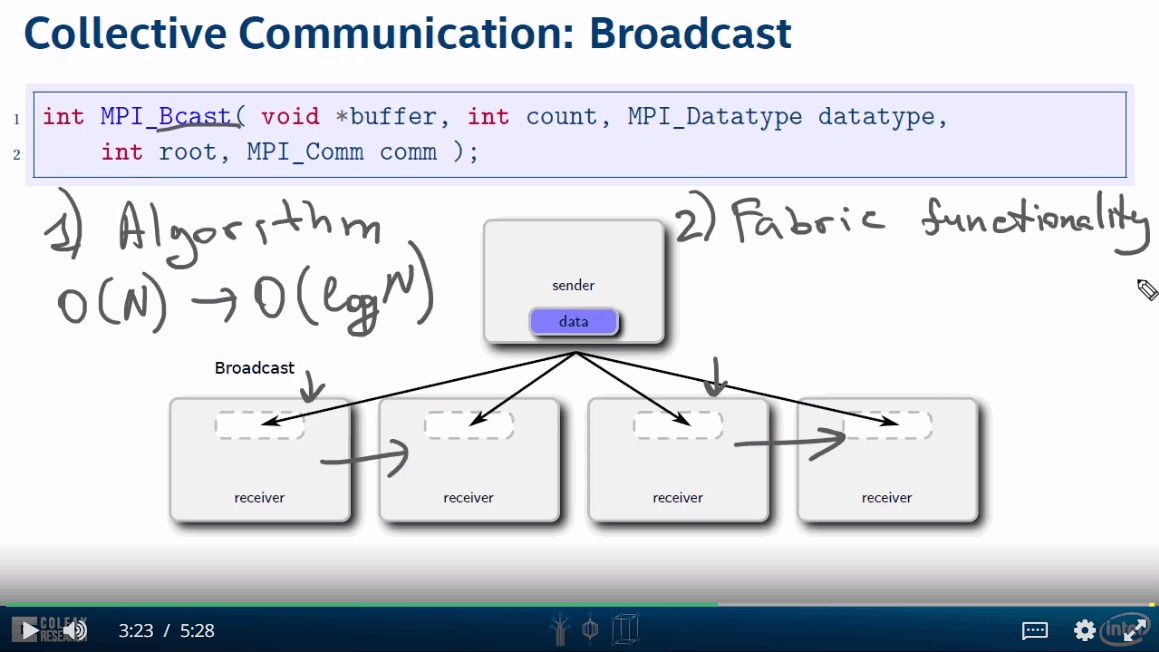 Collective Communication: Broadcast
1 int MPI_Bcast( void *buffer, int count, MPI_Datatype datatype,
2 int root, MPI_Comm comm );
1) Algorithm
2) Fabric functionality
O(N) → O(log N)
sender
data
Broadcast
receiver receiver receiver receiver
COLFAX RESEARCH
3:23 / 5:28
intel